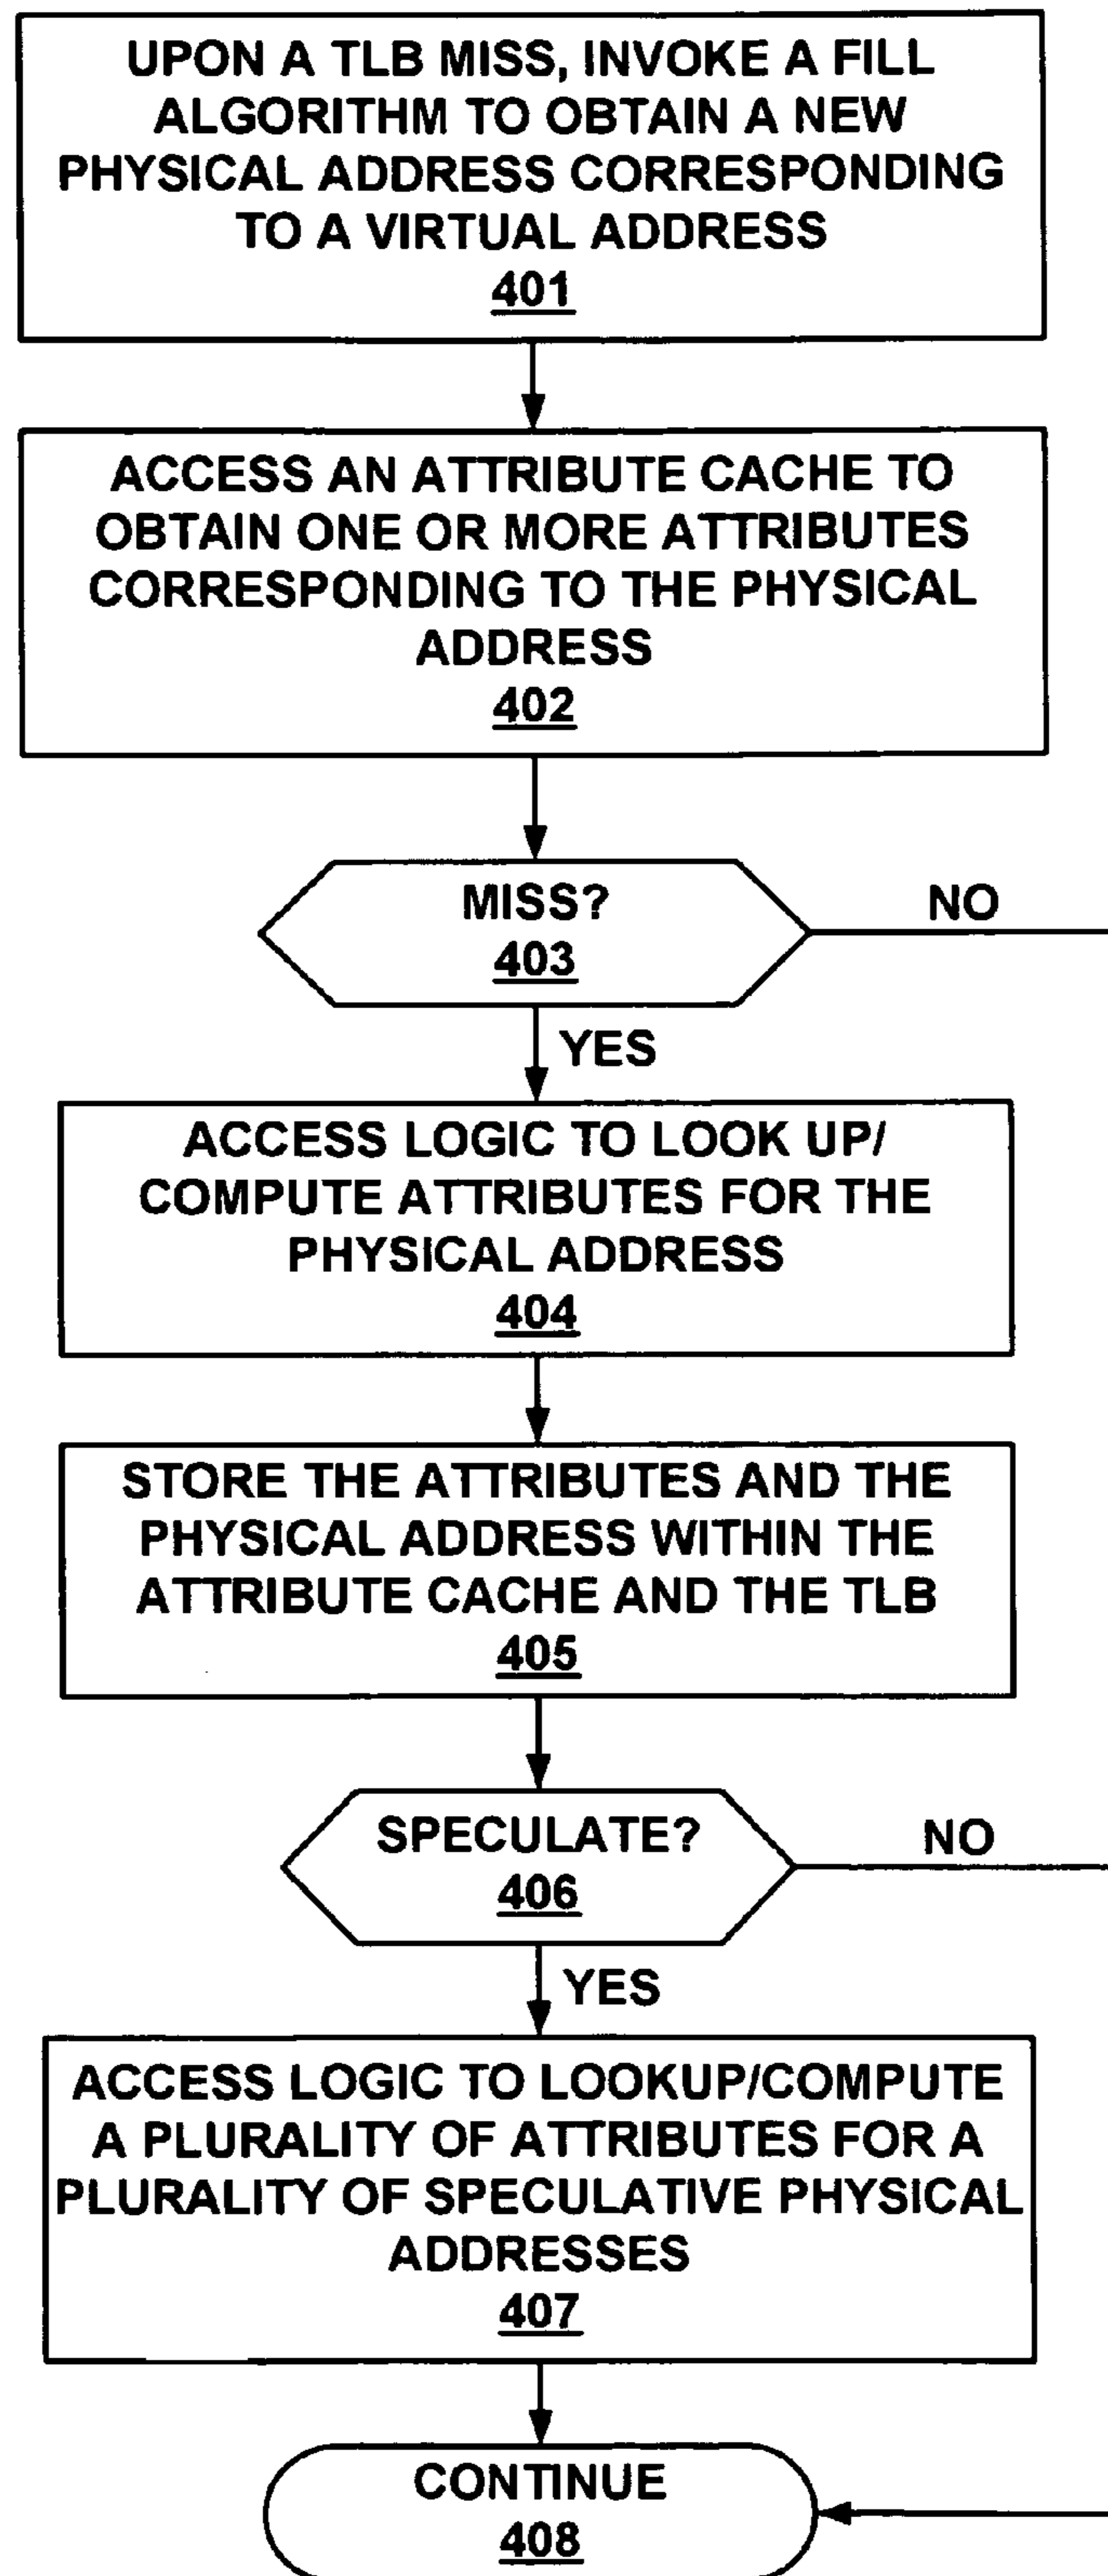 UPON A TLB MISS, INVOKE A FILL
ALGORITHM TO OBTAIN A NEW
PHYSICAL ADDRESS CORRESPONDING
TO A VIRTUAL ADDRESS
401
ACCESS AN ATTRIBUTE CACHE TO
OBTAIN ONE OR MORE ATTRIBUTES
CORRESPONDING TO THE PHYSICAL
ADDRESS
402
MISS?
403
NO
YES
ACCESS LOGIC TO LOOK UP/
COMPUTE ATTRIBUTES FOR THE
PHYSICAL ADDRESS
404
STORE THE ATTRIBUTES AND THE
PHYSICAL ADDRESS WITHIN THE
ATTRIBUTE CACHE AND THE TLB
405
SPECULATE?
406
NO
YES
ACCESS LOGIC TO LOOKUP/COMPUTE
A PLURALITY OF ATTRIBUTES FOR A
PLURALITY OF SPECULATIVE PHYSICAL
ADDRESSES
407
CONTINUE
408